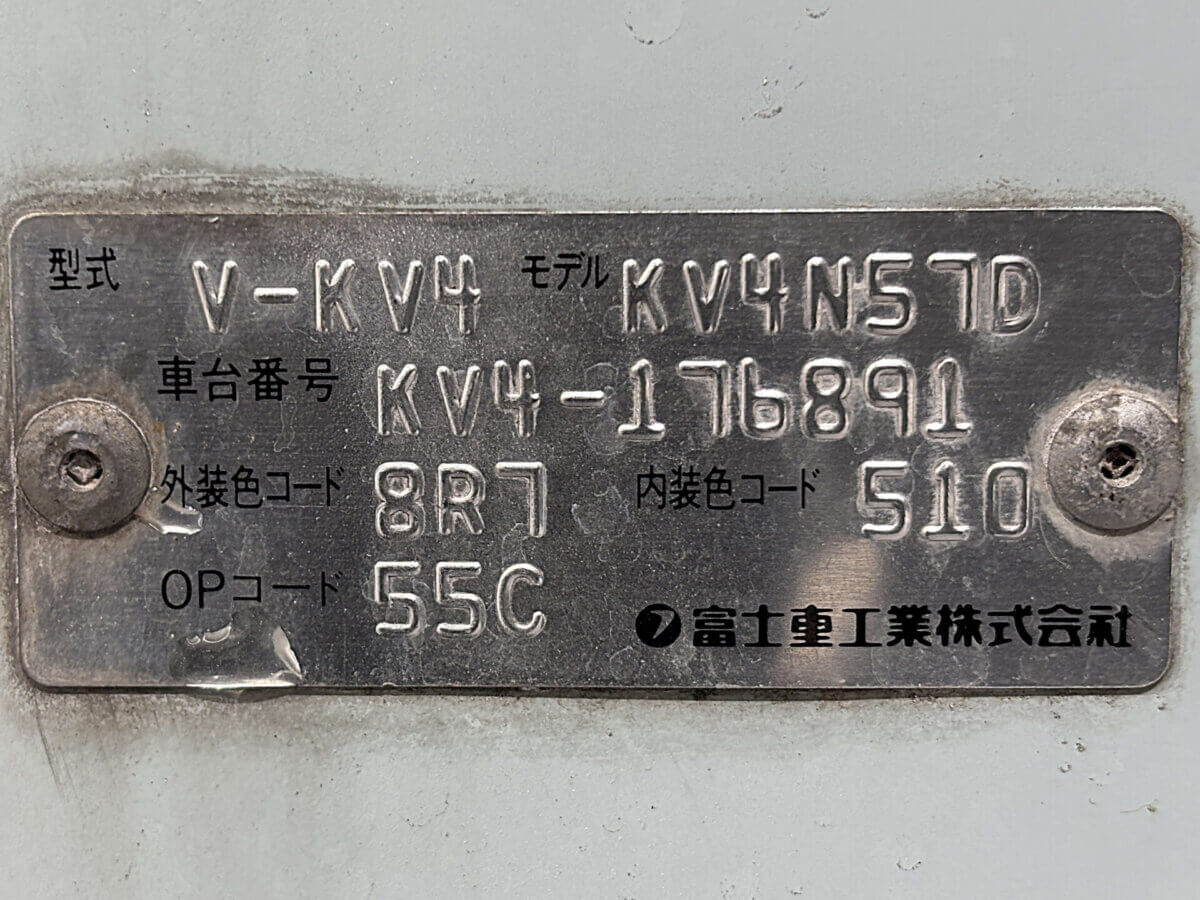 型式 V-KV4 モデル KV4N57D
車台番号 KV4-176891
外装色コード 8R7 内装色コード 510
OPコード 55C
富士重工業株式会社